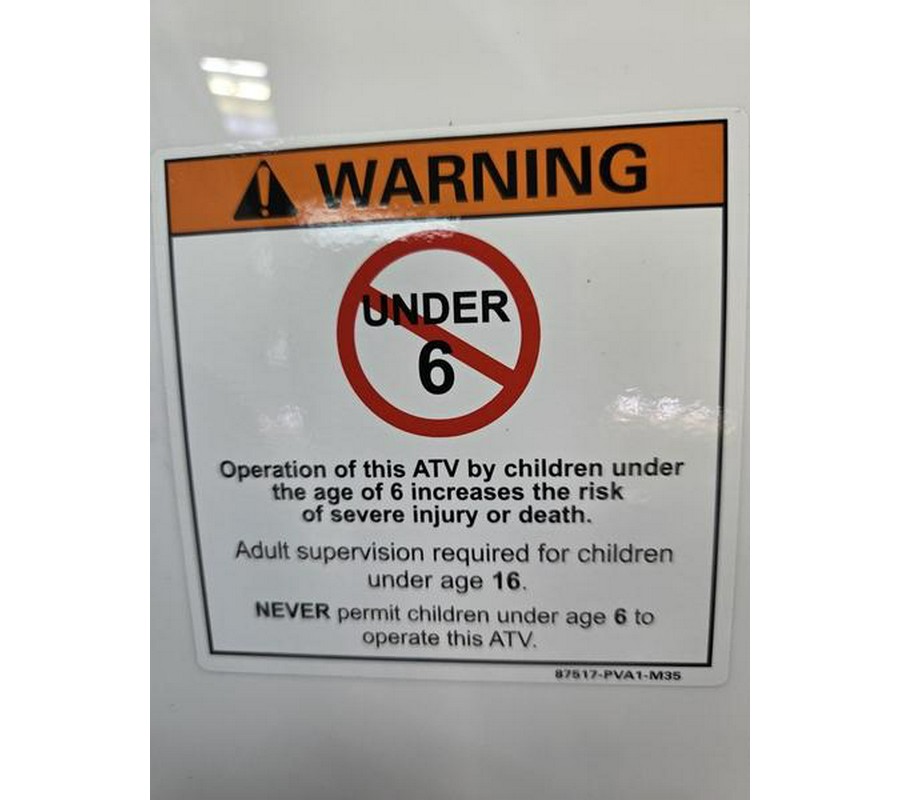 WARNING
UNDER
6
Operation of this ATV by children under
the age of 6 increases the risk
of severe injury or death.
Adult supervision required for children
under age 16.
NEVER permit children under age 6 to
operate this ATV.
87517-PVA1-M35